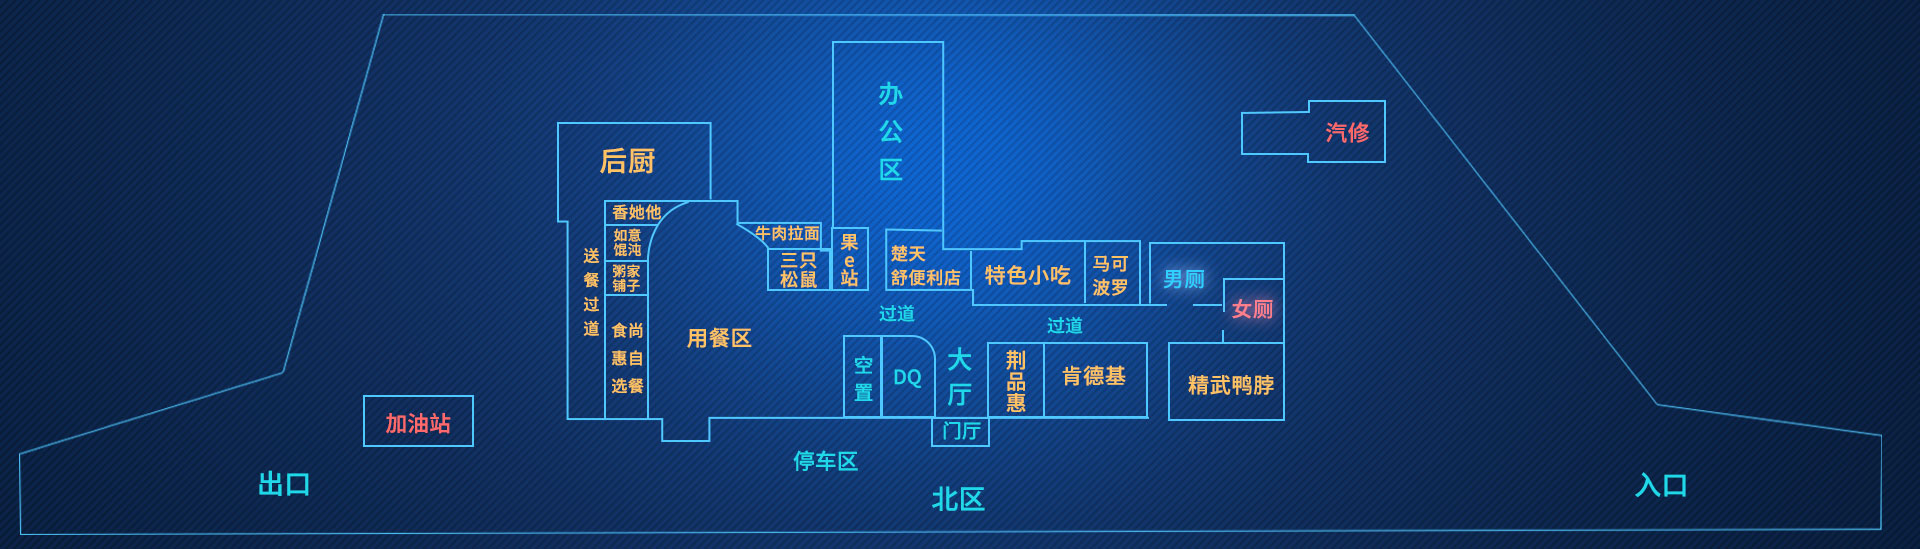 办
公
区
汽修
后厨
香她他
如意
馄沌
粥家
铺子
送
餐
过
道
食尚
惠自
选餐
用餐区
牛肉拉面
三只
松鼠
果
e
站
楚天
舒便利店
特色小吃
马可
波罗
男厕
女厕
过道
过道
空
置
DQ
大
厅
荆
品
惠
肯德基
精武鸭脖
门厅
加油站
停车区
出口
北区
入口